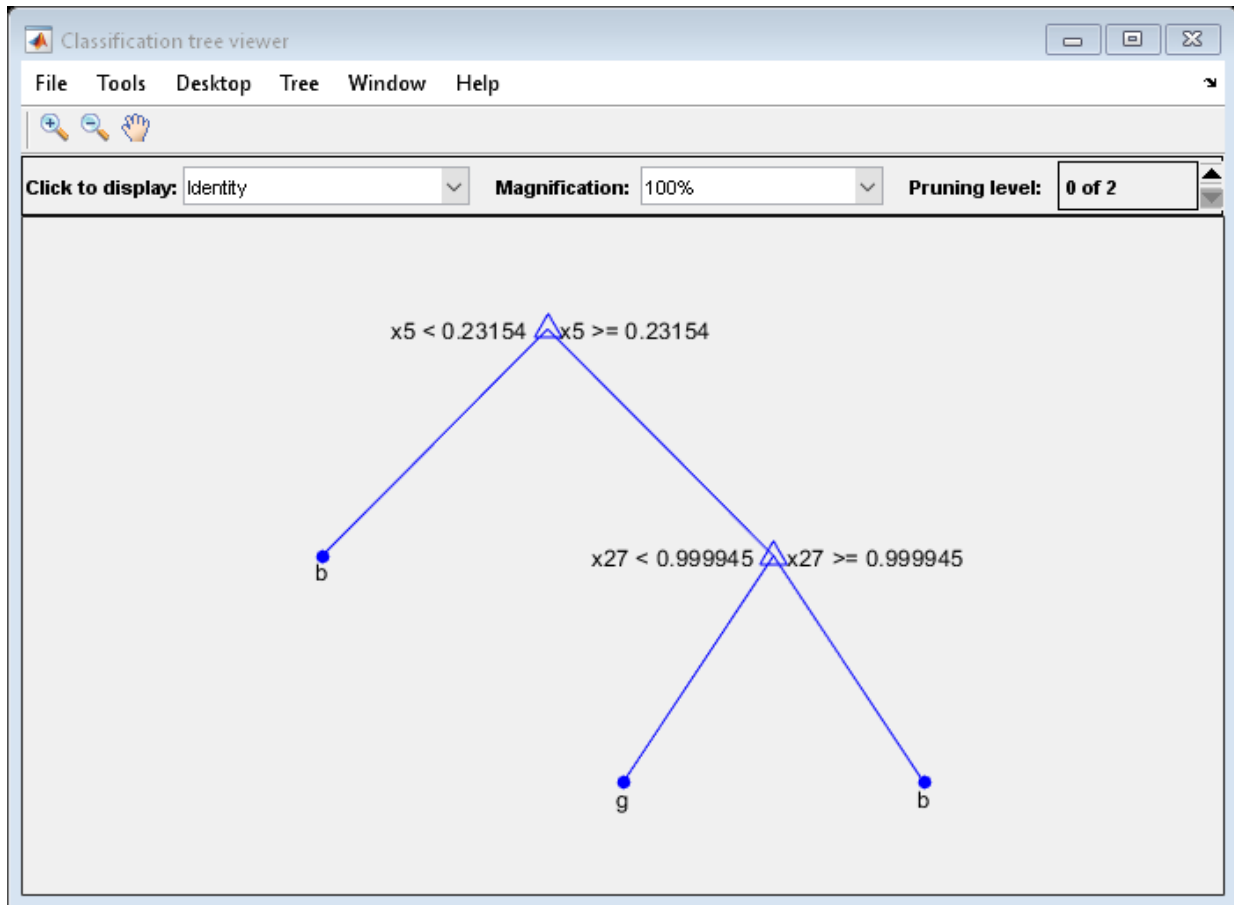 Classification tree viewer
File Tools Desktop Tree Window Help
Click to display: Identity Magnification: 100% Pruning level: 0 of 2
x5 < 0.23154 x5 >= 0.23154
b
x27 < 0.999945 x27 >= 0.999945
g b